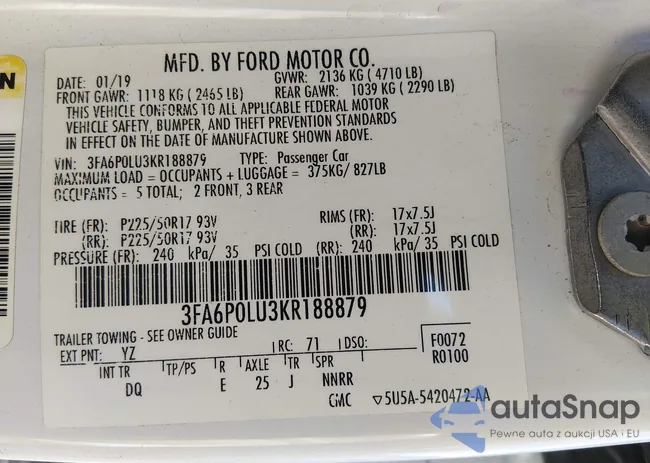 N
MFD. BY FORD MOTOR CO.
DATE: 01/19 GVWR: 2136 KG ( 4710 LB)
FRONT GAWR: 1118 KG ( 2465 LB) REAR GAWR: 1039 KG ( 2290 LB)
THIS VEHICLE CONFORMS TO ALL APPLICABLE FEDERAL MOTOR
VEHICLE SAFETY, BUMPER, AND THEFT PREVENTION STANDARDS
IN EFFECT ON THE DATE OF MANUFACTURE SHOWN ABOVE.
VIN: 3FA6P0LU3KR188879 TYPE: Passenger Car
MAXIMUM LOAD = OCCUPANTS + LUGGAGE = 375KG/ 827LB
OCCUPANTS = 5 TOTAL; 2 FRONT, 3 REAR
TIRE (FR): P225/50R17 93V RIMS (FR): 17x7.5J
(RR): P225/50R17 93V (RR): 17x7.5J
PRESSURE (FR): 240 kPa/ 35 PSI COLD (RR): 240 kPa/ 35 PSI COLD
3FA6P0LU3KR188879
TRAILER TOWING - SEE OWNER GUIDE
EXT PNT: YZ RC: 71 DSO: F0072
R0100
INT TR TP/PS R AXLE TR SPR
DQ E 25 J NNRR
CMC ▽5U5A-5420472-AA
autaSnap
Pewne auta z aukcji USA i EU